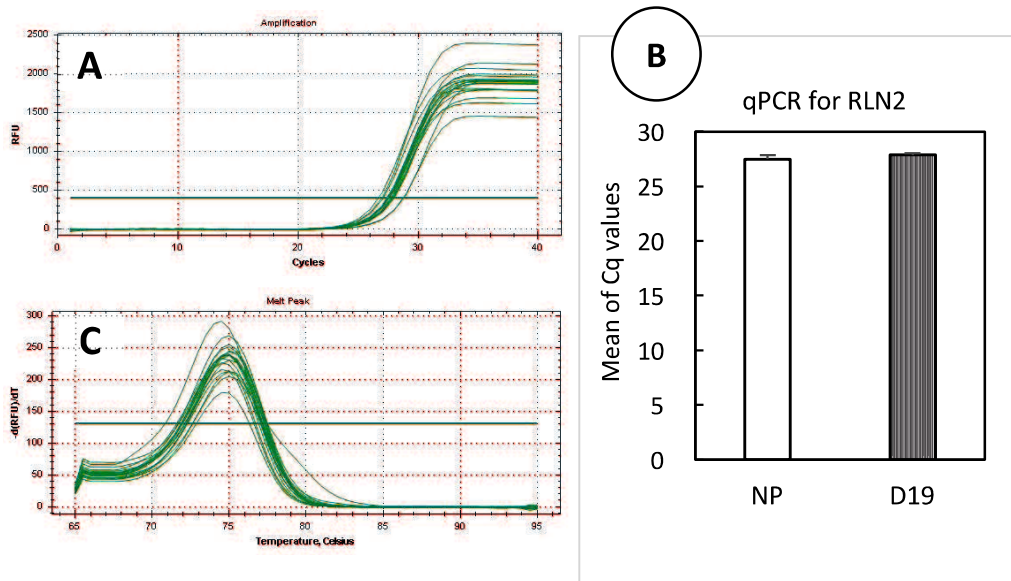 Amplification
A
2500
2000
1500
1000
500
0
RFU
0 10 20 30 40
Cycles
Melt Peak
C
300
250
200
150
100
50
0
-d(RFU)/dT
65 70 75 80 85 90 95
Temperature, Celsius
B
qPCR for RLN2
30
25
20
15
10
5
0
Mean of Cq values
NP D19